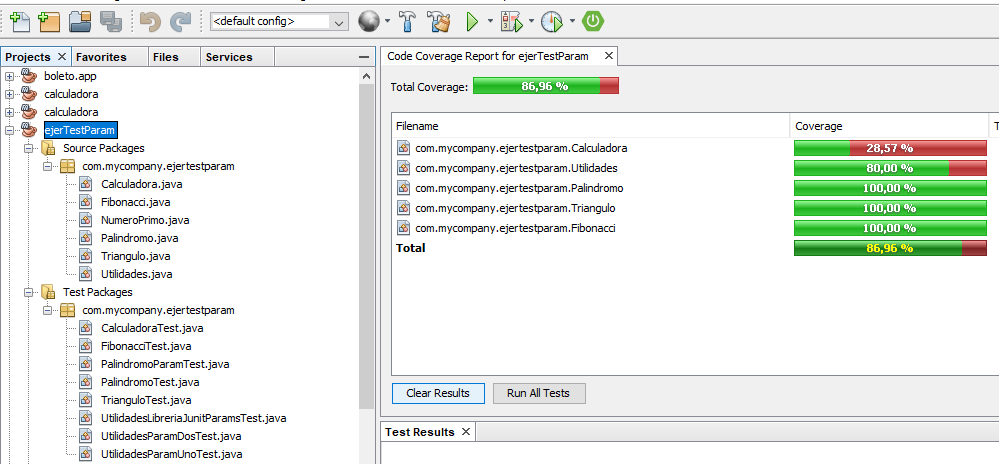 <default config>
Projects
Favorites
Files
Services
boleto.app
calculadora
calculadora
ejerTestParam
Source Packages
com.mycompany.ejertestparam
Calculadora.java
Fibonacci.java
NumeroPrimo.java
Palindromo.java
Triangulo.java
Utilidades.java
Test Packages
com.mycompany.ejertestparam
CalculadoraTest.java
FibonacciTest.java
PalindromoParamTest.java
PalindromoTest.java
TrianguloTest.java
UtilidadesLibreriaJunitParamsTest.java
UtilidadesParamDosTest.java
UtilidadesParamUnoTest.java
Code Coverage Report for ejerTestParam
Total Coverage: 86,96 %
Filename Coverage T
com.mycompany.ejertestparam.Calculadora 28,57 %
com.mycompany.ejertestparam.Utilidades 80,00 %
com.mycompany.ejertestparam.Palindromo 100,00 %
com.mycompany.ejertestparam.Triangulo 100,00 %
com.mycompany.ejertestparam.Fibonacci 100,00 %
Total 86,96 %
Clear Results Run All Tests
Test Results